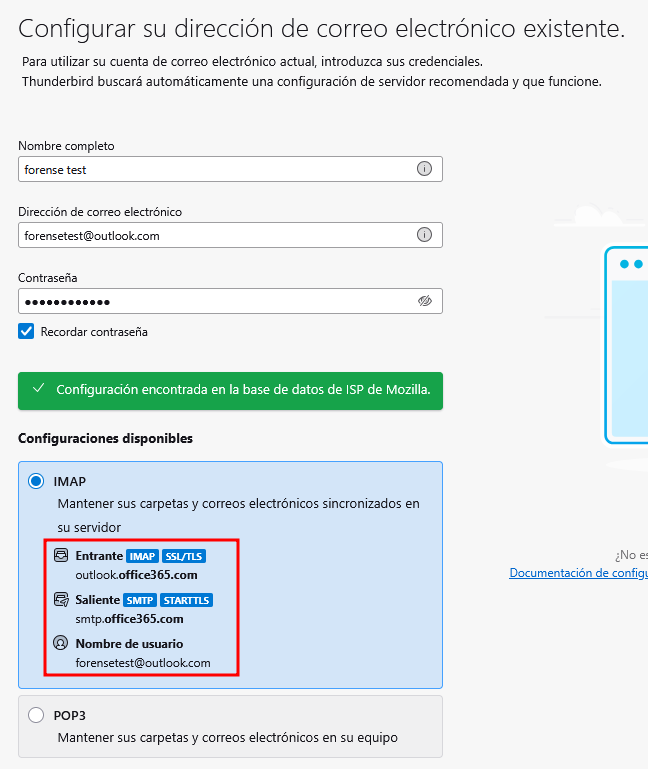 Configurar su dirección de correo electrónico existente.
Para utilizar su cuenta de correo electrónico actual, introduzca sus credenciales.
Thunderbird buscará automáticamente una configuración de servidor recomendada y que funcione.
Nombre completo
forense test
Dirección de correo electrónico
forensetest@outlook.com
Contraseña
••••••••••••
Recordar contraseña
Configuración encontrada en la base de datos de ISP de Mozilla.
Configuraciones disponibles
IMAP
Mantener sus carpetas y correos electrónicos sincronizados en
su servidor
Entrante IMAP SSL/TLS
outlook.office365.com
Saliente SMTP STARTTLS
smtp.office365.com
Nombre de usuario
forensetest@outlook.com
¿No es
Documentación de configu
POP3
Mantener sus carpetas y correos electrónicos en su equipo